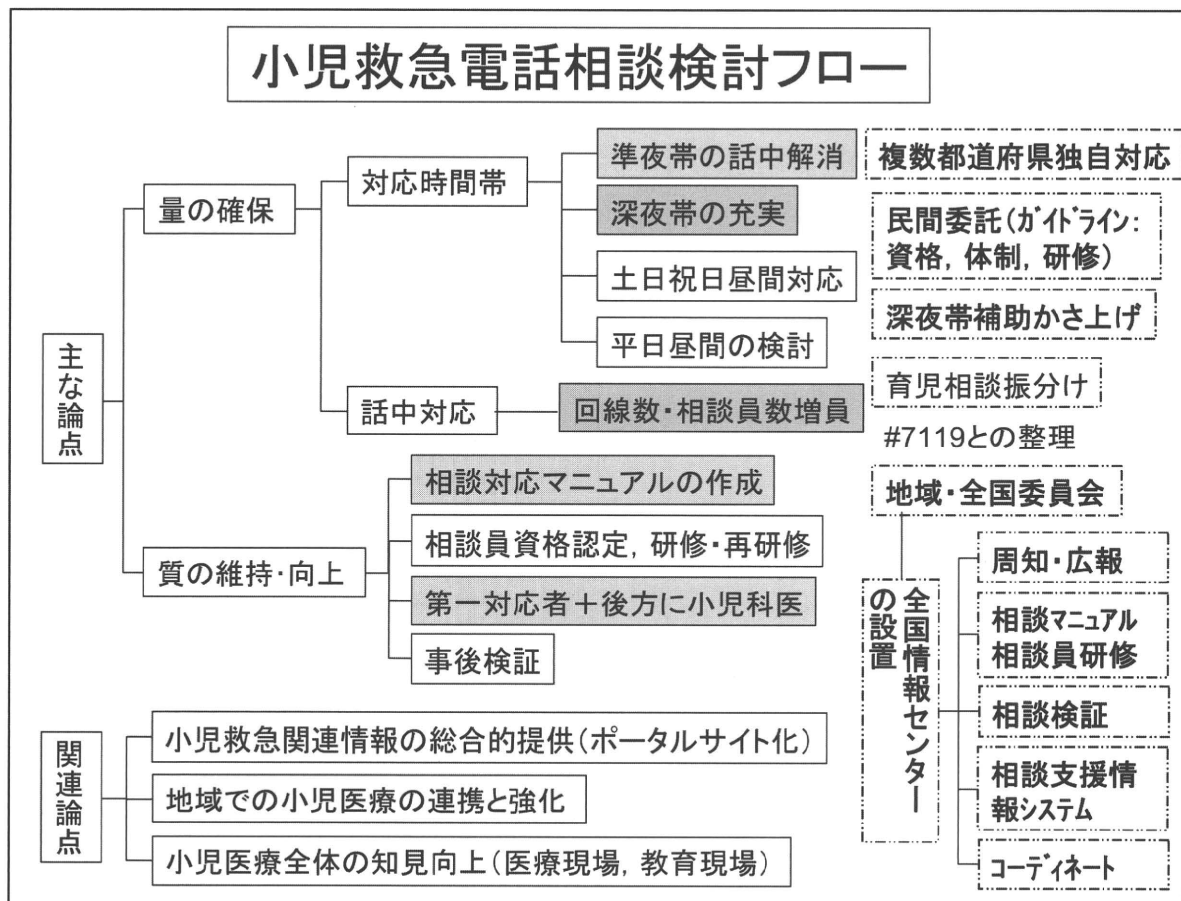 小児救急電話相談検討フロー
主な論点
量の確保
対応時間帯
準夜帯の話中解消
深夜帯の充実
土日祝日昼間対応
平日昼間の検討
話中対応
回線数・相談員数増員
質の維持・向上
相談対応マニュアルの作成
相談員資格認定，研修・再研修
第一対応者＋後方に小児科医
事後検証
関連論点
小児救急関連情報の総合的提供（ポータルサイト化）
地域での小児医療の連携と強化
小児医療全体の知見向上（医療現場，教育現場）
複数都道府県独自対応
民間委託（ｶﾞｲﾄﾞﾗｲﾝ：
資格，体制，研修）
深夜帯補助かさ上げ
育児相談振分け
#7119との整理
地域・全国委員会
全国情報センター
の設置
周知・広報
相談ﾏﾆｭｱﾙ
相談員研修
相談検証
相談支援情
報ｼｽﾃﾑ
ｺｰﾃﾞｨﾈｰﾄ